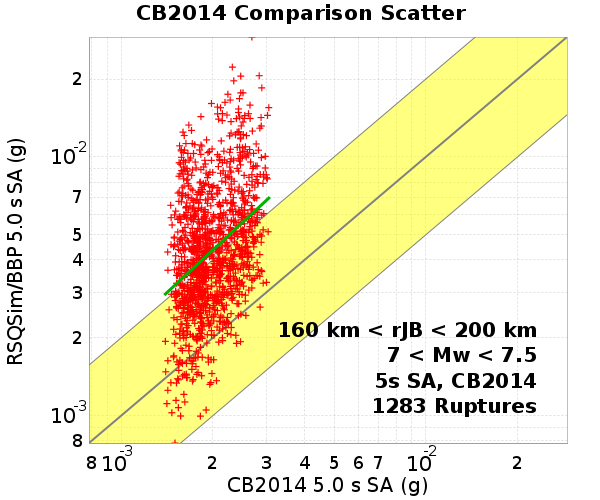 CB2014 Comparison Scatter
RSQSim/BBP 5.0 s SA (g)
2
10-2
7
5
4
3
2
10-3
8
160 km < rJB < 200 km
7 < Mw < 7.5
5s SA, CB2014
1283 Ruptures
8 10-3 2 3 4 5 6 7 10-2 2
CB2014 5.0 s SA (g)